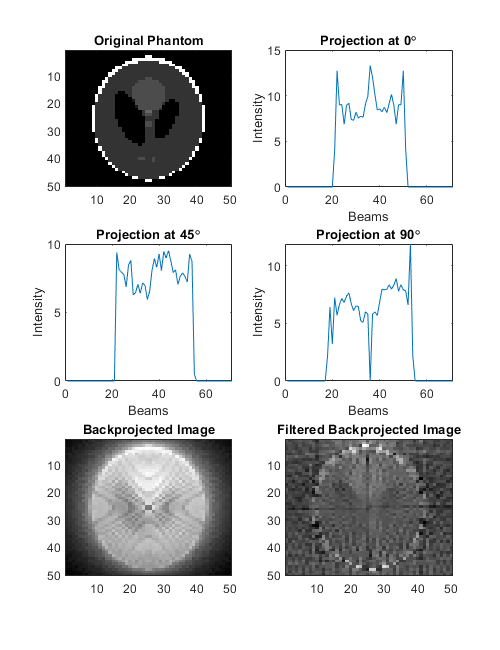 Original Phantom
10
20
30
40
50
10 20 30 40 50
Projection at 0°
15
10
5
0
Intensity
0 20 40 60
Beams
Projection at 45°
10
5
0
Intensity
0 20 40 60
Beams
Projection at 90°
10
5
0
Intensity
0 20 40 60
Beams
Backprojected Image
10
20
30
40
50
10 20 30 40 50
Filtered Backprojected Image
10
20
30
40
50
10 20 30 40 50